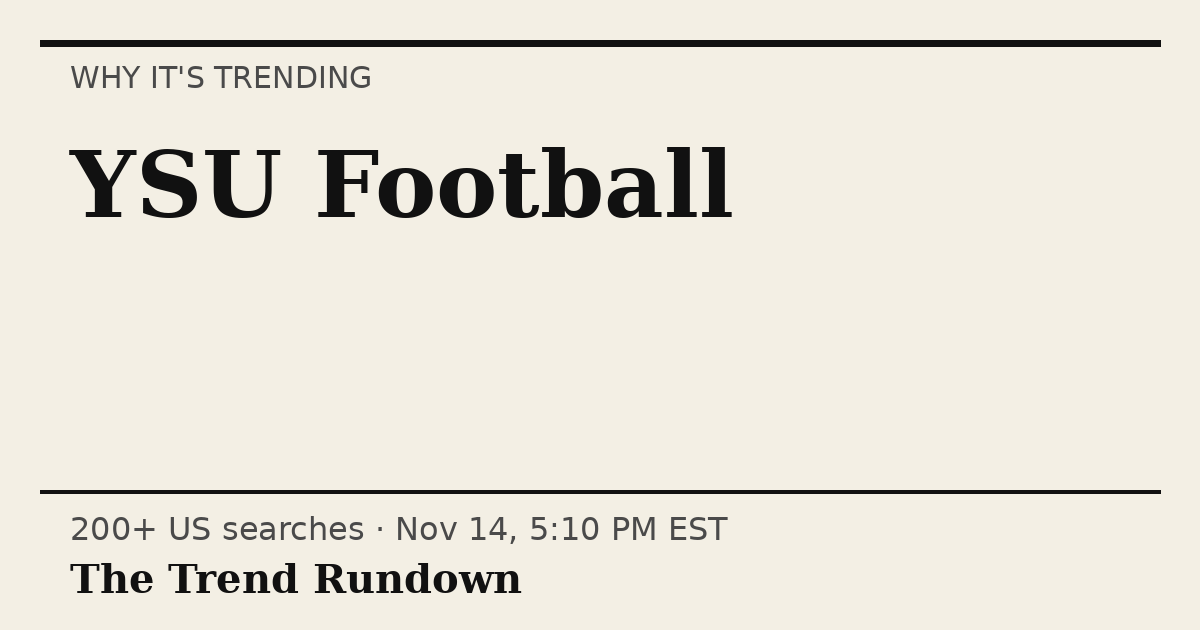 WHY IT'S TRENDING
YSU Football
200+ US searches · Nov 14, 5:10 PM EST
The Trend Rundown